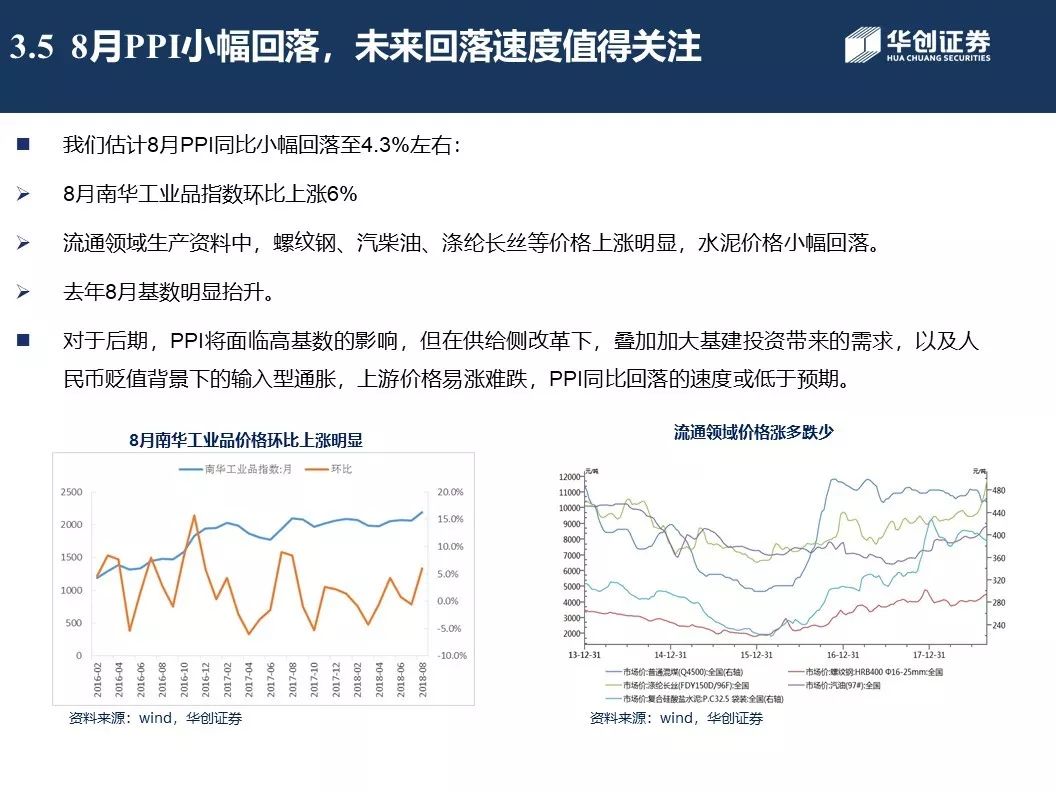 3.5 8月PPI小幅回落，未来回落速度值得关注
华创证券
HUA CHUANG SECURITIES
■ 我们估计8月PPI同比小幅回落至4.3%左右：
➢ 8月南华工业品指数环比上涨6%
➢ 流通领域生产资料中，螺纹钢、汽柴油、涤纶长丝等价格上涨明显，水泥价格小幅回落。
➢ 去年8月基数明显抬升。
■ 对于后期，PPI将面临高基数的影响，但在供给侧改革下，叠加加大基建投资带来的需求，以及人
民币贬值背景下的输入型通胀，上游价格易涨难跌，PPI同比回落的速度或低于预期。
8月南华工业品价格环比上涨明显
南华工业品指数:月 环比
2500 20.0%
2000 15.0%
10.0%
1500
5.0%
1000 0.0%
500 -5.0%
0 -10.0%
2016-02 2016-04 2016-06 2016-08 2016-10 2016-12 2017-02 2017-04 2017-06 2017-08 2017-10 2017-12 2018-02 2018-04 2018-06 2018-08
资料来源：wind，华创证券
流通领域价格涨多跌少
元/吨 元/吨
12000
11000 480
10000
9000 440
8000 400
7000
6000 360
5000 320
4000
3000 280
2000 240
13-12-31 14-12-31 15-12-31 16-12-31 17-12-31
市场价:普通混煤(Q4500):全国(右轴) 市场价:螺纹钢:HRB400 Φ16-25mm:全国
市场价:涤纶长丝(FDY150D/96F):全国 市场价:汽油(97#):全国
市场价:复合硅酸盐水泥:P.C32.5 袋装:全国(右轴)
资料来源：wind，华创证券